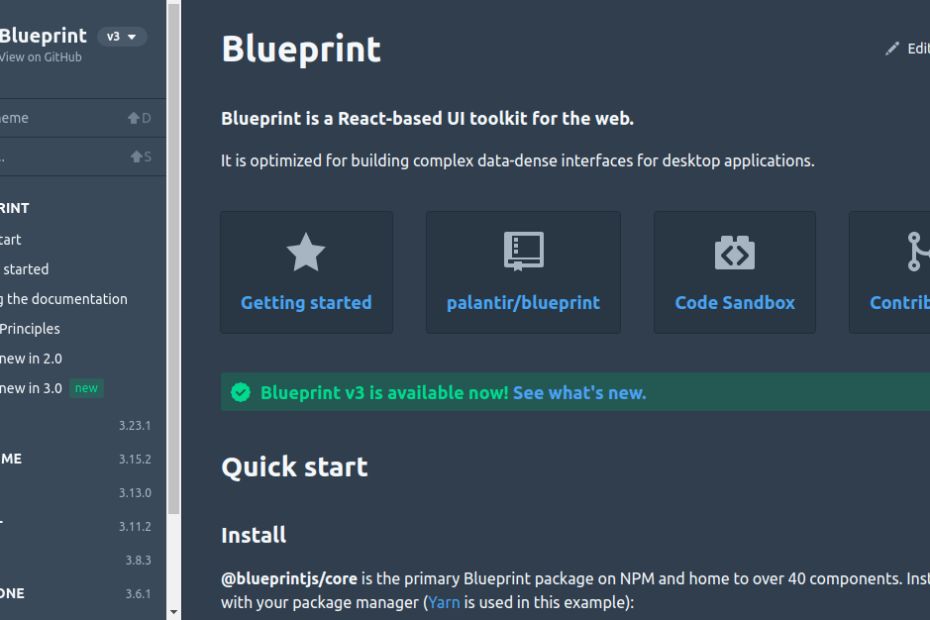 Blueprint v3
View on GitHub
eme D
.. S
RINT
tart
started
g the documentation
Principles
new in 2.0
new in 3.0 new
3.23.1
ME 3.15.2
3.13.0
T 3.11.2
3.8.3
ONE 3.6.1
Blueprint
Edit
Blueprint is a React-based UI toolkit for the web.
It is optimized for building complex data-dense interfaces for desktop applications.
Getting started
palantir/blueprint
Code Sandbox
Contrib
Blueprint v3 is available now! See what's new.
Quick start
Install
@blueprintjs/core is the primary Blueprint package on NPM and home to over 40 components. Inst
with your package manager (Yarn is used in this example):